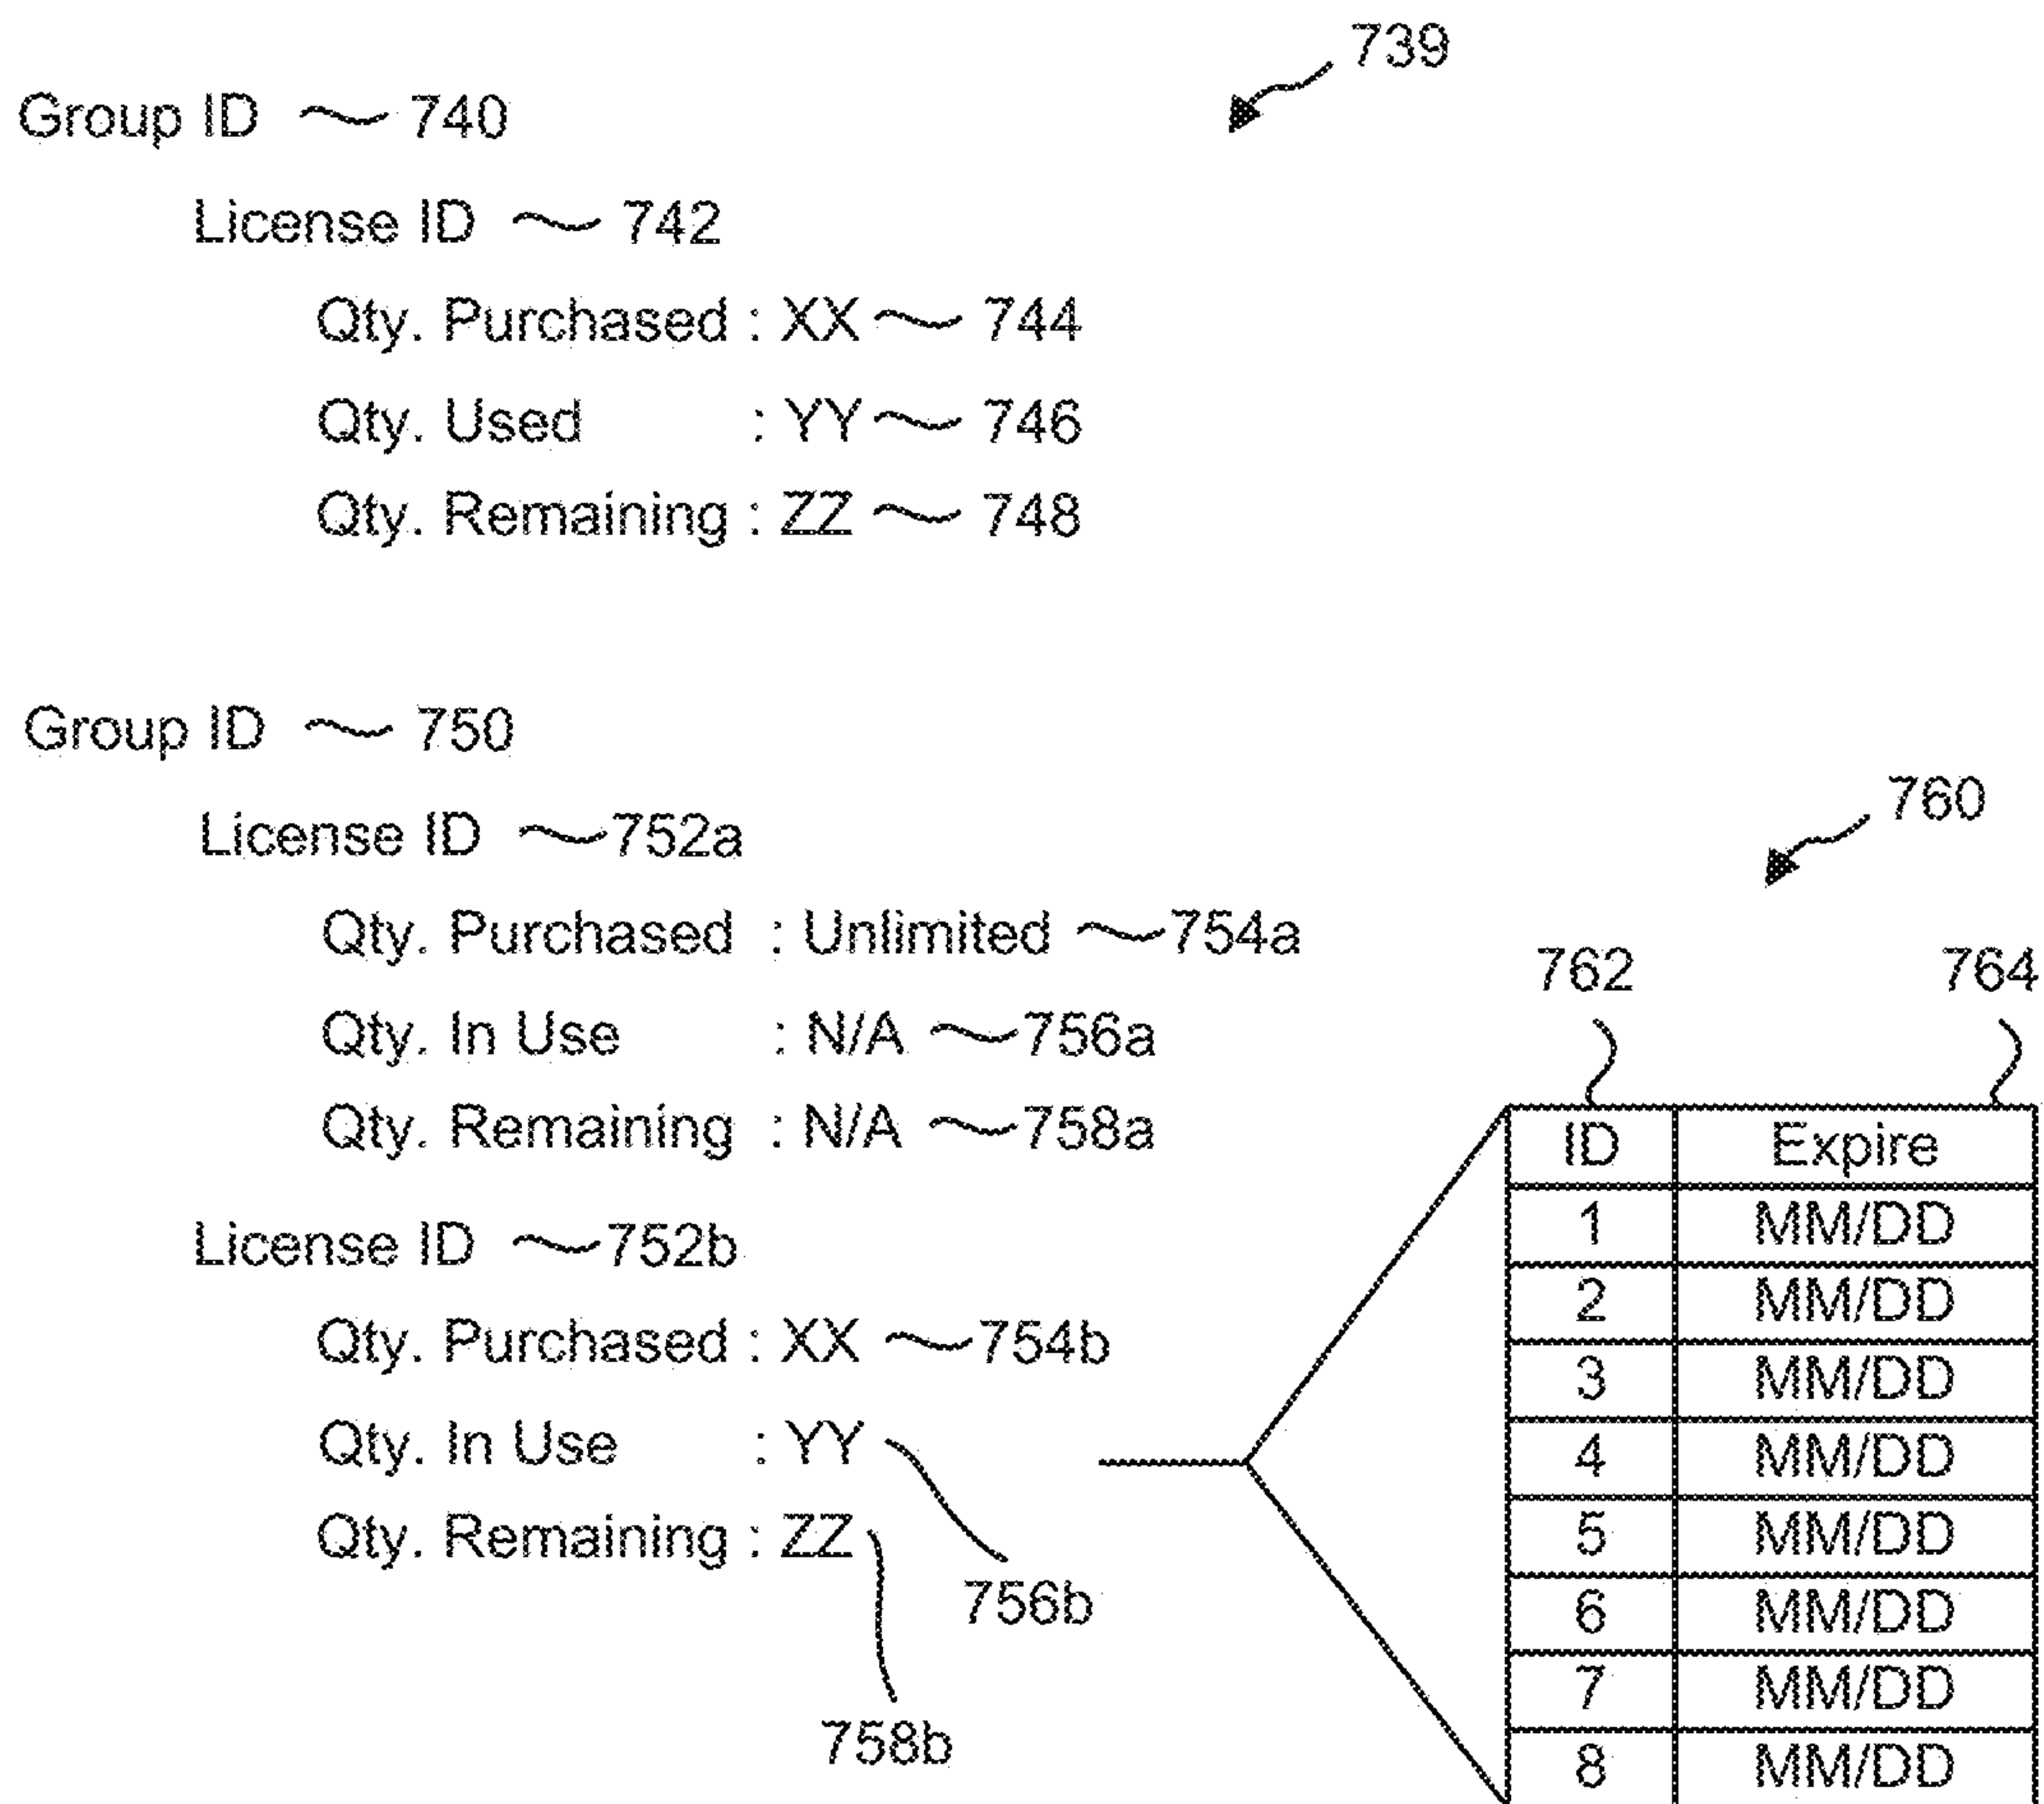 739
Group ID 740
License ID 742
Qty. Purchased : XX 744
Qty. Used : YY 746
Qty. Remaining : ZZ 748
Group ID 750
License ID 752a
Qty. Purchased : Unlimited 754a
Qty. In Use : N/A 756a
Qty. Remaining : N/A 758a
License ID 752b
Qty. Purchased : XX 754b
Qty. In Use : YY
Qty. Remaining : ZZ
756b
758b
760
762 764
ID Expire
1 MM/DD
2 MM/DD
3 MM/DD
4 MM/DD
5 MM/DD
6 MM/DD
7 MM/DD
8 MM/DD